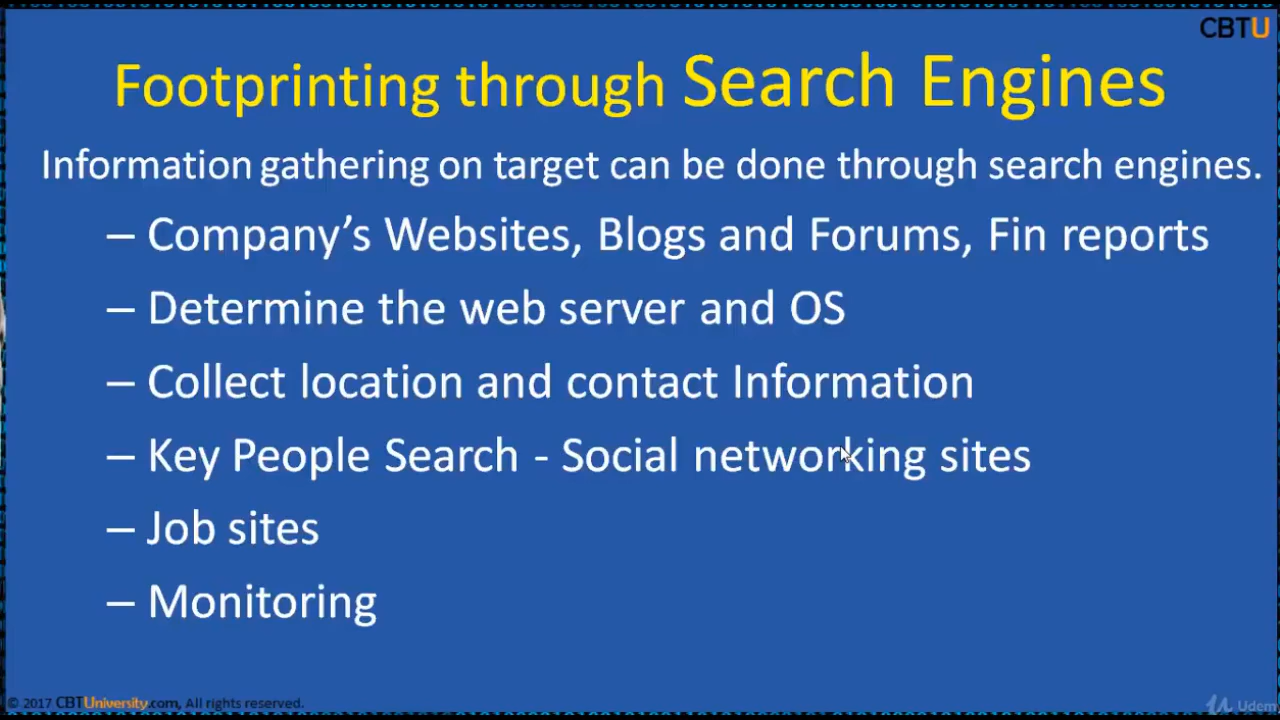 CBTU
Footprinting through Search Engines
Information gathering on target can be done through search engines.
– Company’s Websites, Blogs and Forums, Fin reports
– Determine the web server and OS
– Collect location and contact Information
– Key People Search - Social networking sites
– Job sites
– Monitoring
© 2017 CBTUniversity.com, All rights reserved.
Udem